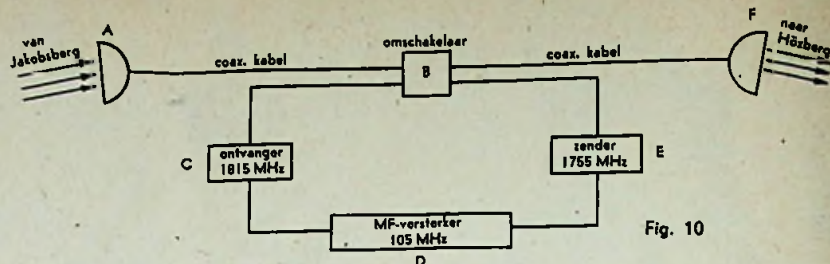 A
F
van
Jakobsberg
coax. kabel
omschakelaar
B
coax. kabel
naar
Hözberg
C
ontvanger
1815 MHz
zender
1755 MHz
E
MF-versterker
105 MHz
D
Fig. 10